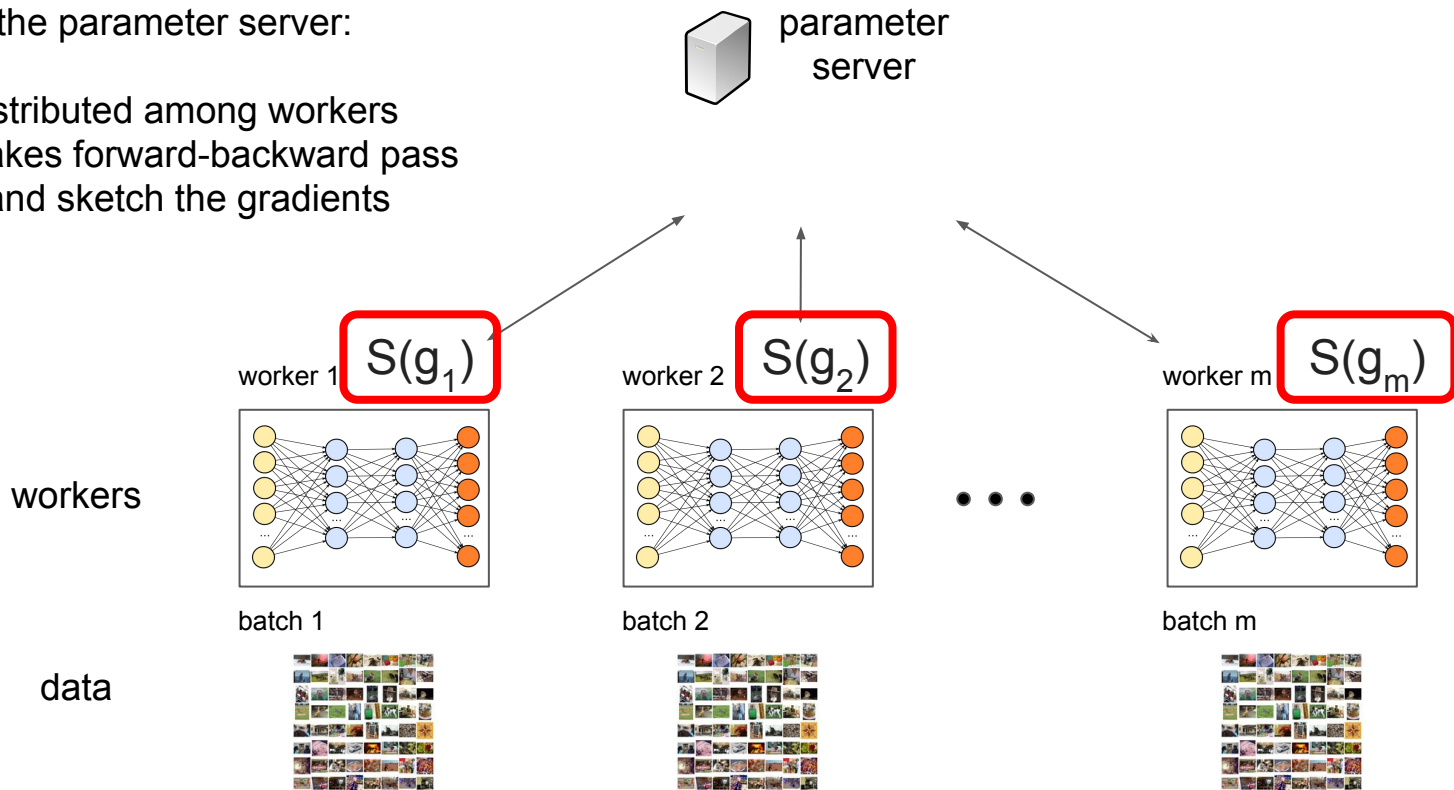 the parameter server:
stributed among workers
akes forward-backward pass
and sketch the gradients
parameter
server
worker 1
S(g1)
worker 2
S(g2)
worker m
S(gm)
workers
...
...
...
...
...
...
...
...
...
...
...
...
batch 1
batch 2
batch m
data